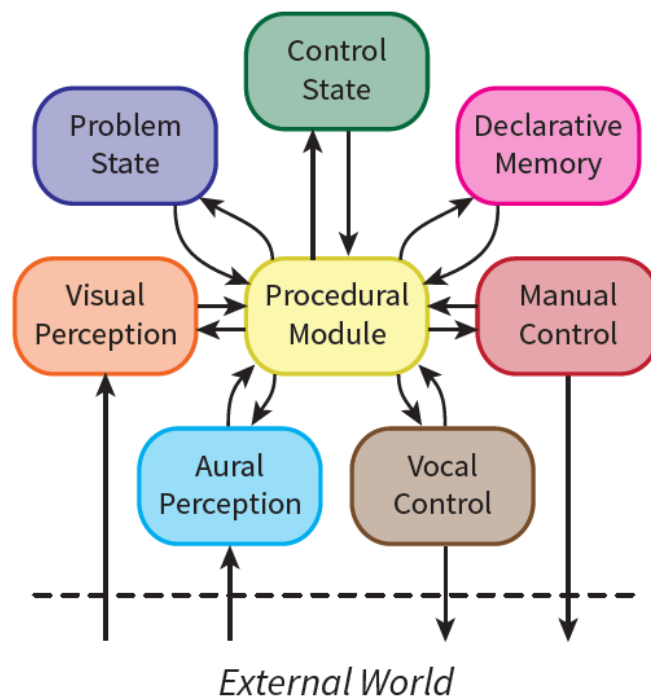 Control
State
Problem
State
Declarative
Memory
Visual
Perception
Procedural
Module
Manual
Control
Aural
Perception
Vocal
Control
External World